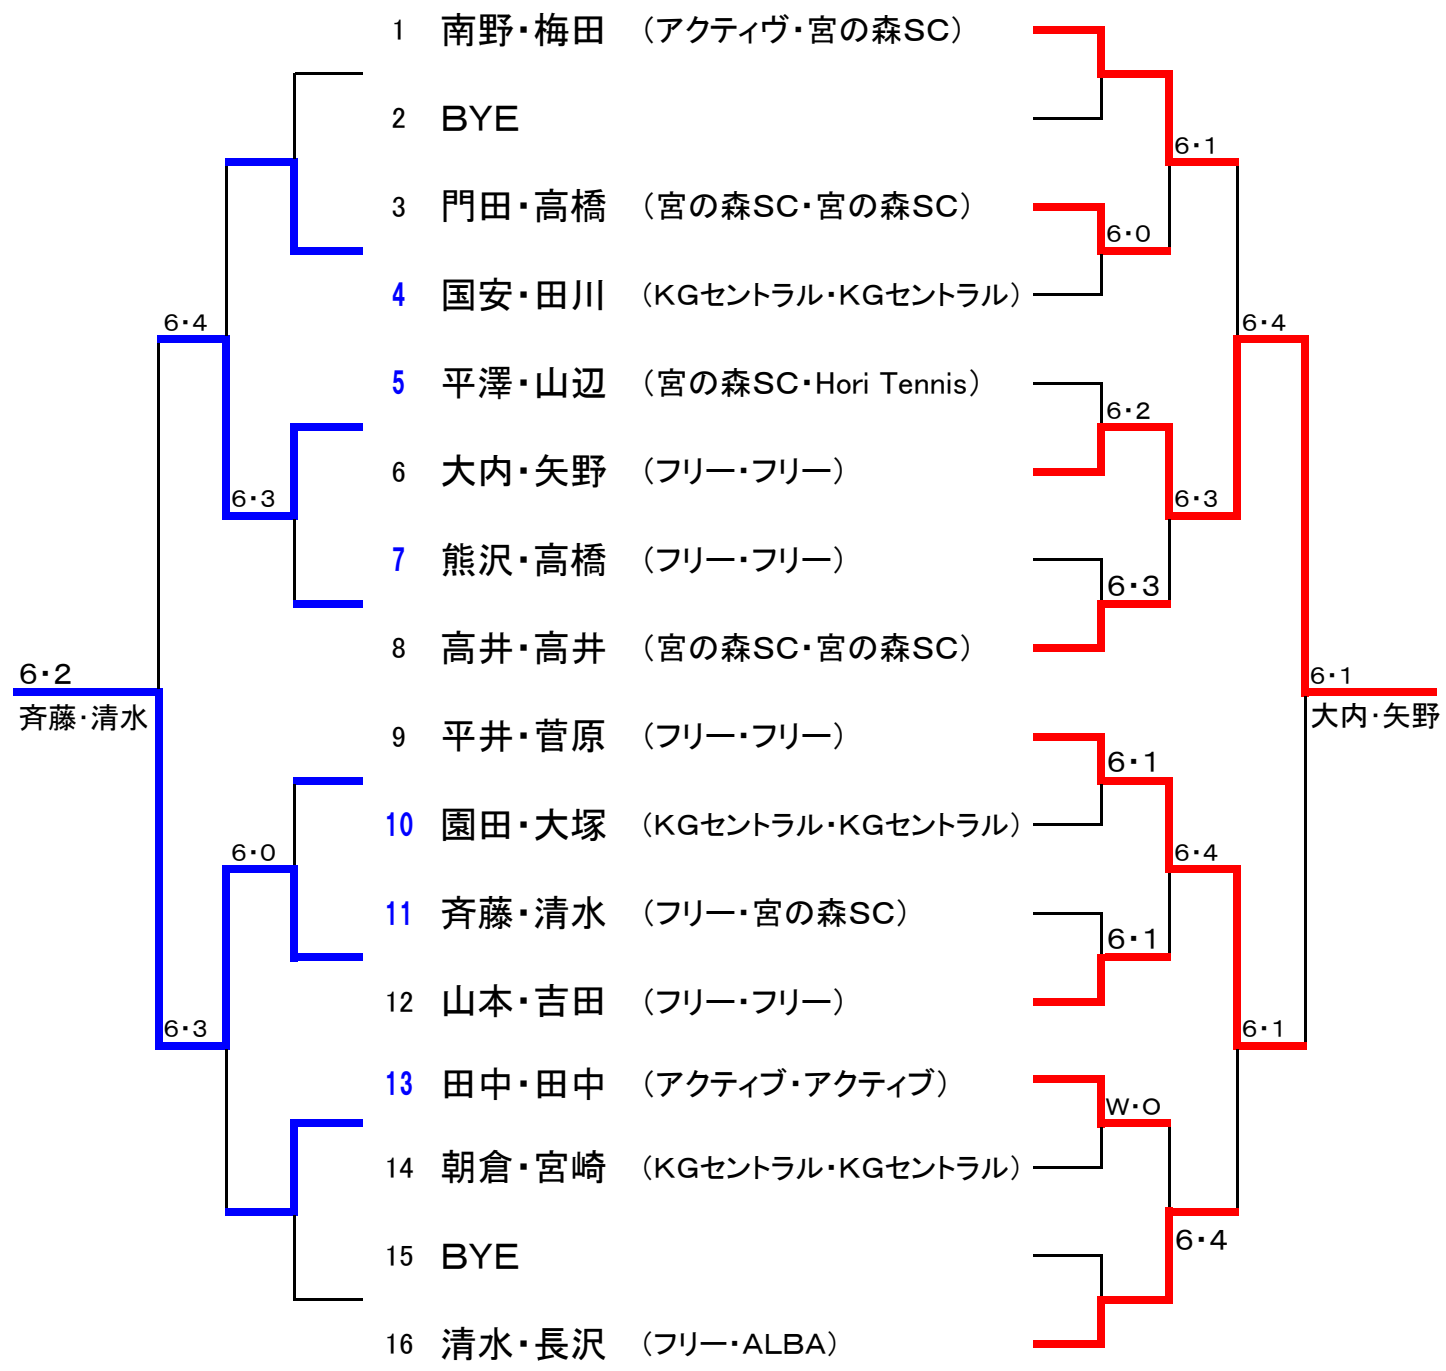 1 南野・梅田 （アクティヴ・宮の森SC）
2 BYE
6・1
3 門田・高橋 （宮の森SC・宮の森SC）
6・0
4 国安・田川 （KGセントラル・KGセントラル）
6・4
6・4
5 平澤・山辺 （宮の森SC・Hori Tennis）
6・2
6 大内・矢野 （フリー・フリー）
6・3
6・3
7 熊沢・高橋 （フリー・フリー）
6・3
8 高井・高井 （宮の森SC・宮の森SC）
6・2
6・1
斉藤・清水
大内・矢野
9 平井・菅原 （フリー・フリー）
6・1
10 園田・大塚 （KGセントラル・KGセントラル）
6・0
6・4
11 斉藤・清水 （フリー・宮の森SC）
6・1
12 山本・吉田 （フリー・フリー）
6・3
6・1
13 田中・田中 （アクティブ・アクティブ）
W・O
14 朝倉・宮崎 （KGセントラル・KGセントラル）
15 BYE
6・4
16 清水・長沢 （フリー・ALBA）